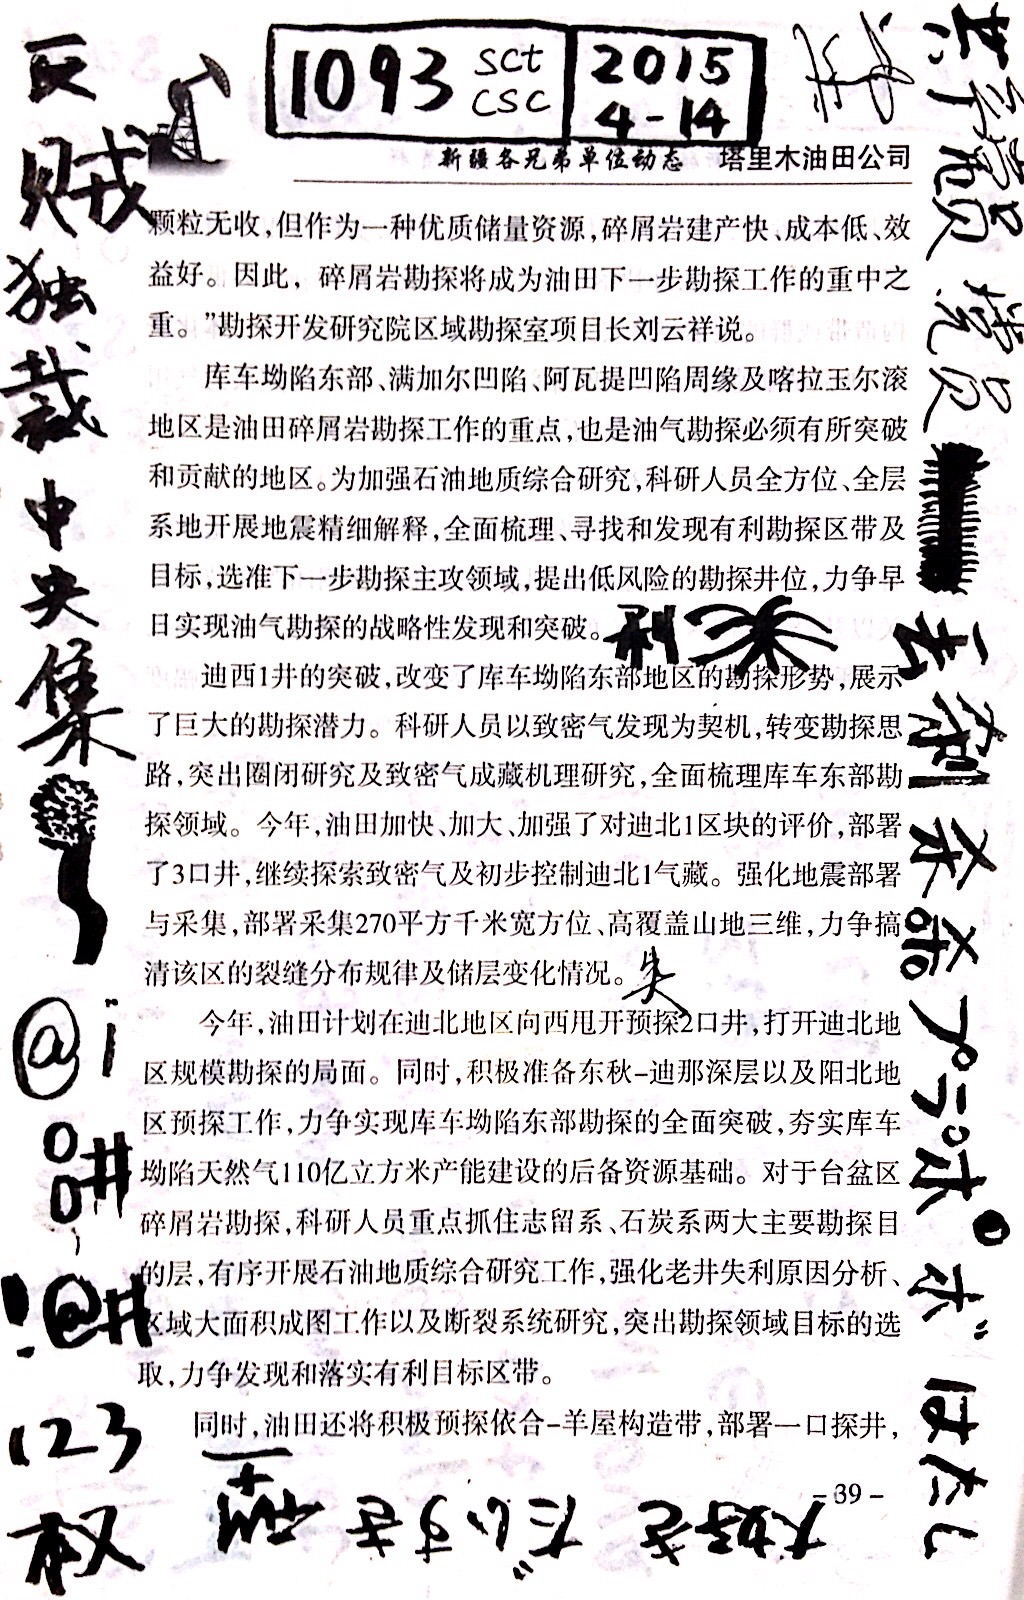 1093 sct csc 2015 4-14
新疆各兄弟单位动态 塔里木油田公司
颗粒无收，但作为一种优质储量资源，碎屑岩建产快、成本低、效
益好。因此，碎屑岩勘探将成为油田下一步勘探工作的重中之
重。”勘探开发研究院区域勘探室项目长刘云祥说。
库车坳陷东部、满加尔凹陷、阿瓦提凹陷周缘及喀拉玉尔滚
地区是油田碎屑岩勘探工作的重点，也是油气勘探必须有所突破
和贡献的地区。为加强石油地质综合研究，科研人员全方位、全层
系地开展地震精细解释，全面梳理、寻找和发现有利勘探区带及
目标，选准下一步勘探主攻领域，提出低风险的勘探井位，力争早
日实现油气勘探的战略性发现和突破。
迪西1井的突破，改变了库车坳陷东部地区的勘探形势，展示
了巨大的勘探潜力。科研人员以致密气发现为契机，转变勘探思
路，突出圈闭研究及致密气成藏机理研究，全面梳理库车东部勘
探领域。今年，油田加快、加大、加强了对迪北1区块的评价，部署
了3口井，继续探索致密气及初步控制迪北1气藏。强化地震部署
与采集，部署采集270平方千米宽方位、高覆盖山地三维，力争搞
清该区的裂缝分布规律及储层变化情况。
失
今年，油田计划在迪北地区向西甩开预探2口井，打开迪北地
区规模勘探的局面。同时，积极准备东秋-迪那深层以及阳北地
区预探工作，力争实现库车坳陷东部勘探的全面突破，夯实库车
坳陷天然气110亿立方米产能建设的后备资源基础。对于台盆区
碎屑岩勘探，科研人员重点抓住志留系、石炭系两大主要勘探目
的层，有序开展石油地质综合研究工作，强化老井失利原因分析、
区域大面积成图工作以及断裂系统研究，突出勘探领域目标的选
取，力争发现和落实有利目标区带。
同时，油田还将积极预探依合-羊屋构造带，部署一口探井，
- 39 -
贼
独
裁
中
央
集
@ i
! @ 井
123
权
大好き だいすき